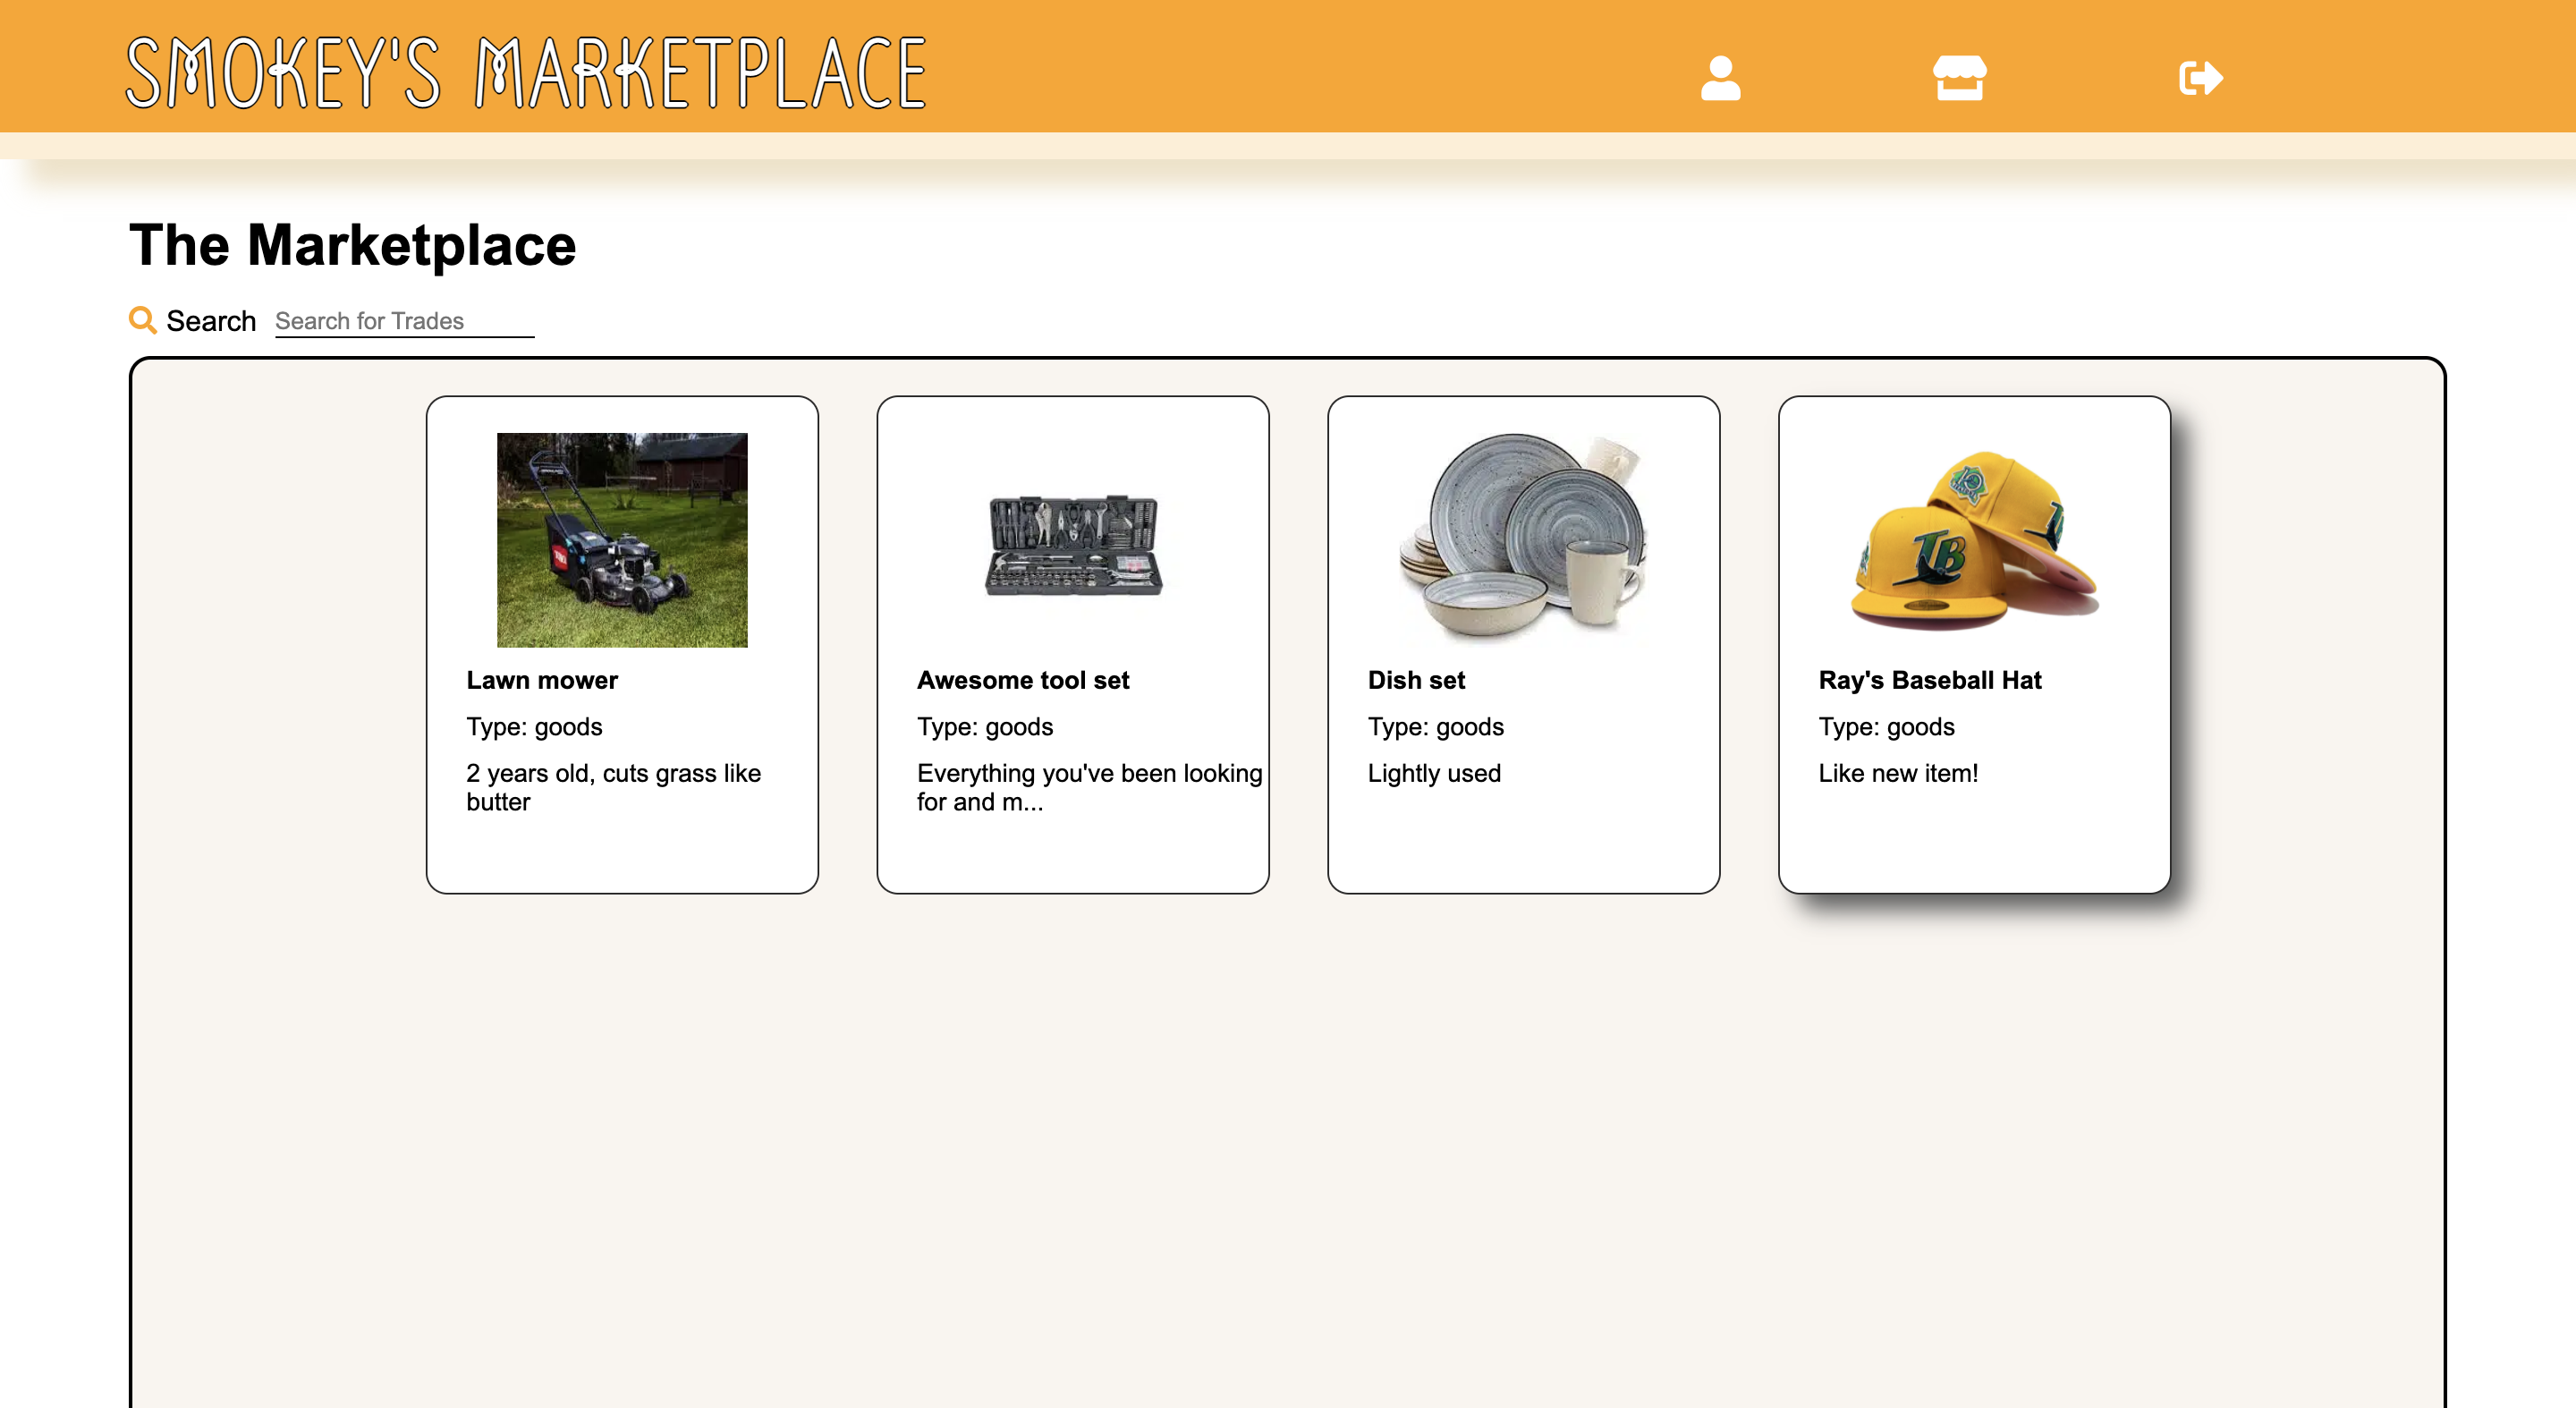 SMOKEY'S MARKETPLACE
The Marketplace
Search Search for Trades
Lawn mower
Type: goods
2 years old, cuts grass like
butter
Awesome tool set
Type: goods
Everything you've been looking
for and m...
Dish set
Type: goods
Lightly used
TB
Ray's Baseball Hat
Type: goods
Like new item!